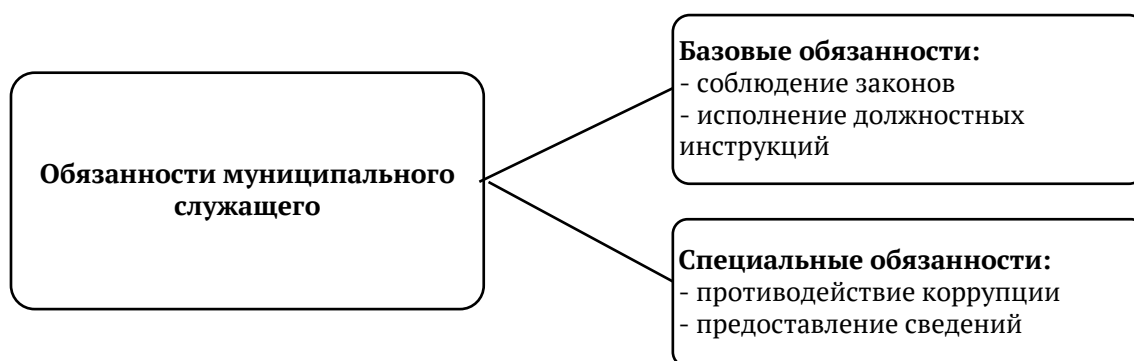 Обязанности муниципального
служащего
Базовые обязанности:
- соблюдение законов
- исполнение должностных
инструкций
Специальные обязанности:
- противодействие коррупции
- предоставление сведений